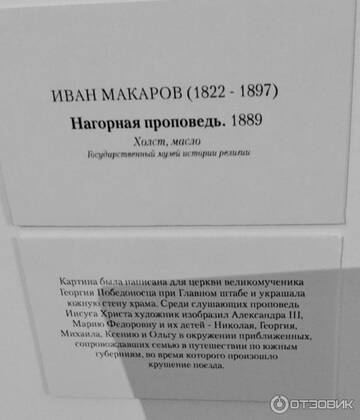 ИВАН МАКАРОВ (1822 - 1897)
Нагорная проповедь. 1889
Холст, масло
Государственный музей истории религии
Картина была написана для церкви великомученика
Георгия Победоносца при Главном штабе и украшала
южную стену храма. Среди слушающих проповедь
Иисуса Христа художник изобразил Александра III,
Марию Федоровну и их детей - Николая, Георгия,
Михаила, Ксению и Ольгу в окружении приближенных,
сопровождавших семью в путешествии по южным
губерниям, во время которого произошло
крушение поезда.
ОТЗОВИК